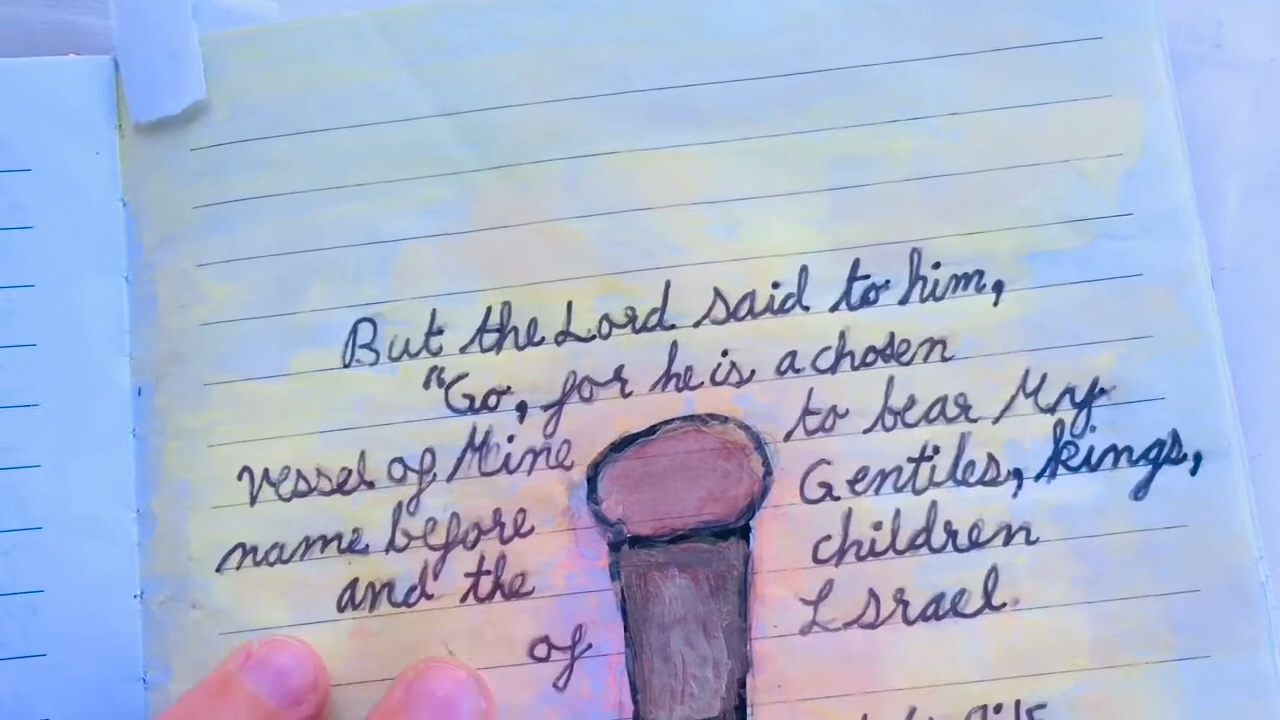 But the Lord said to him,
"Go, for he is a chosen
vessel of Mine to bear My
name before Gentiles, kings,
and the children
of Israel.